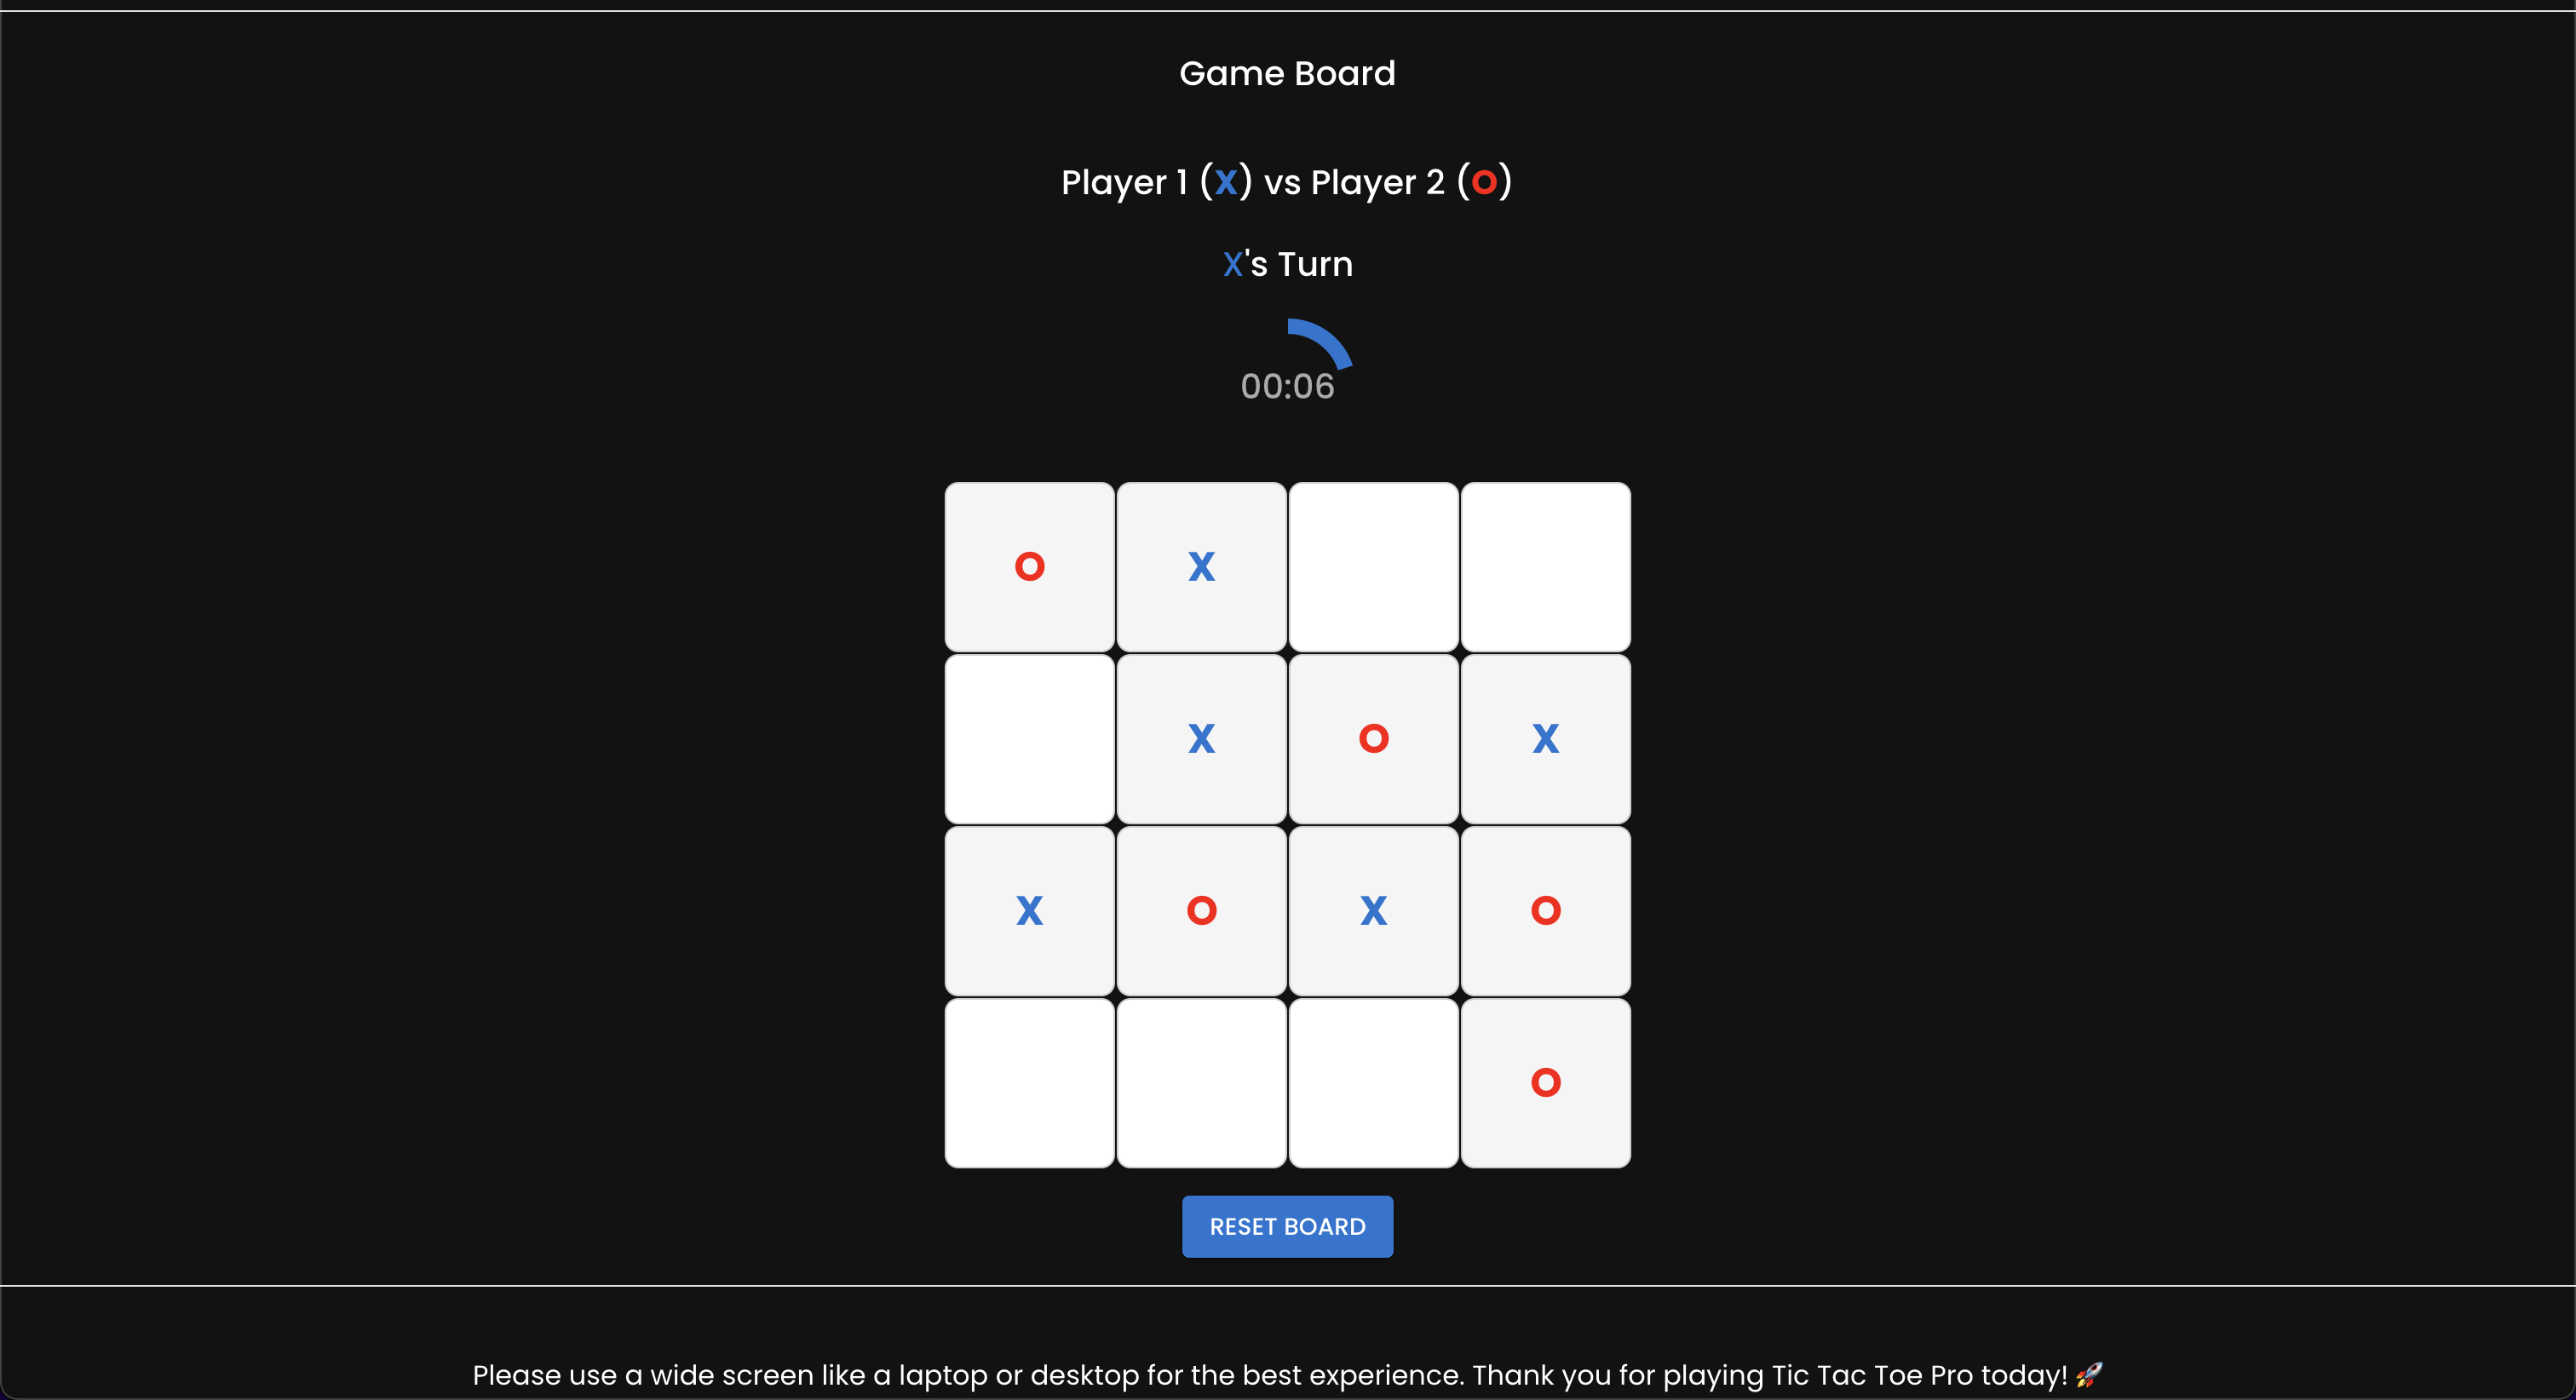 Game Board
Player 1 (X) vs Player 2 (O)
X's Turn
00:06
O X
X O X
X O X O
O
RESET BOARD
Please use a wide screen like a laptop or desktop for the best experience. Thank you for playing Tic Tac Toe Pro today! 🚀